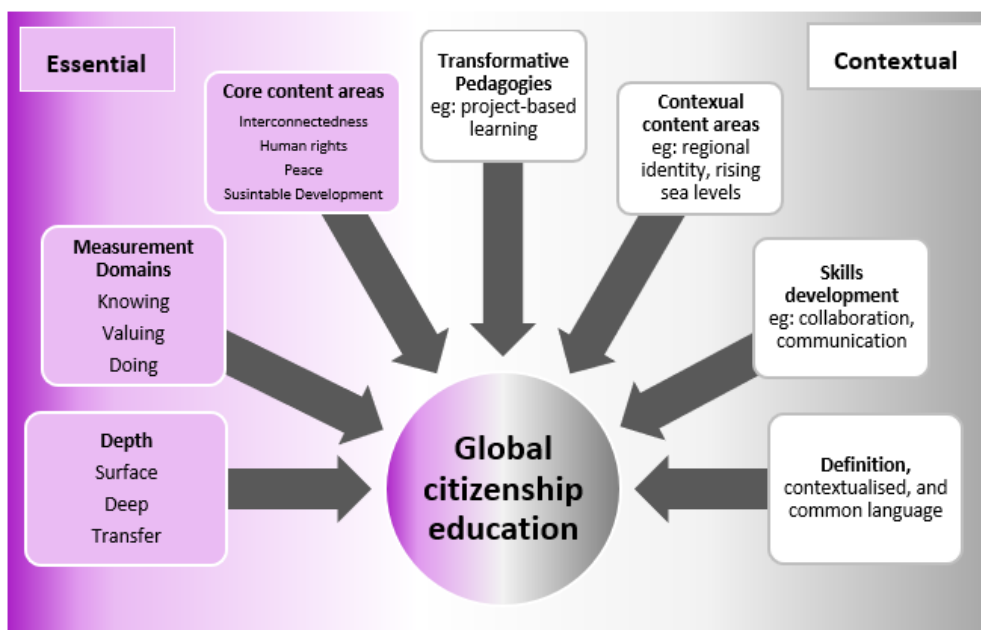 Essential
Contextual
Core content areas
Interconnectedness
Human rights
Peace
Susintable Development
Transformative
Pedagogies
eg: project-based
learning
Contexual
content areas
eg: regional
identity, rising
sea levels
Measurement
Domains
Knowing
Valuing
Doing
Skills
development
eg: collaboration,
communication
Depth
Surface
Deep
Transfer
Global
citizenship
education
Definition,
contextualised, and
common language